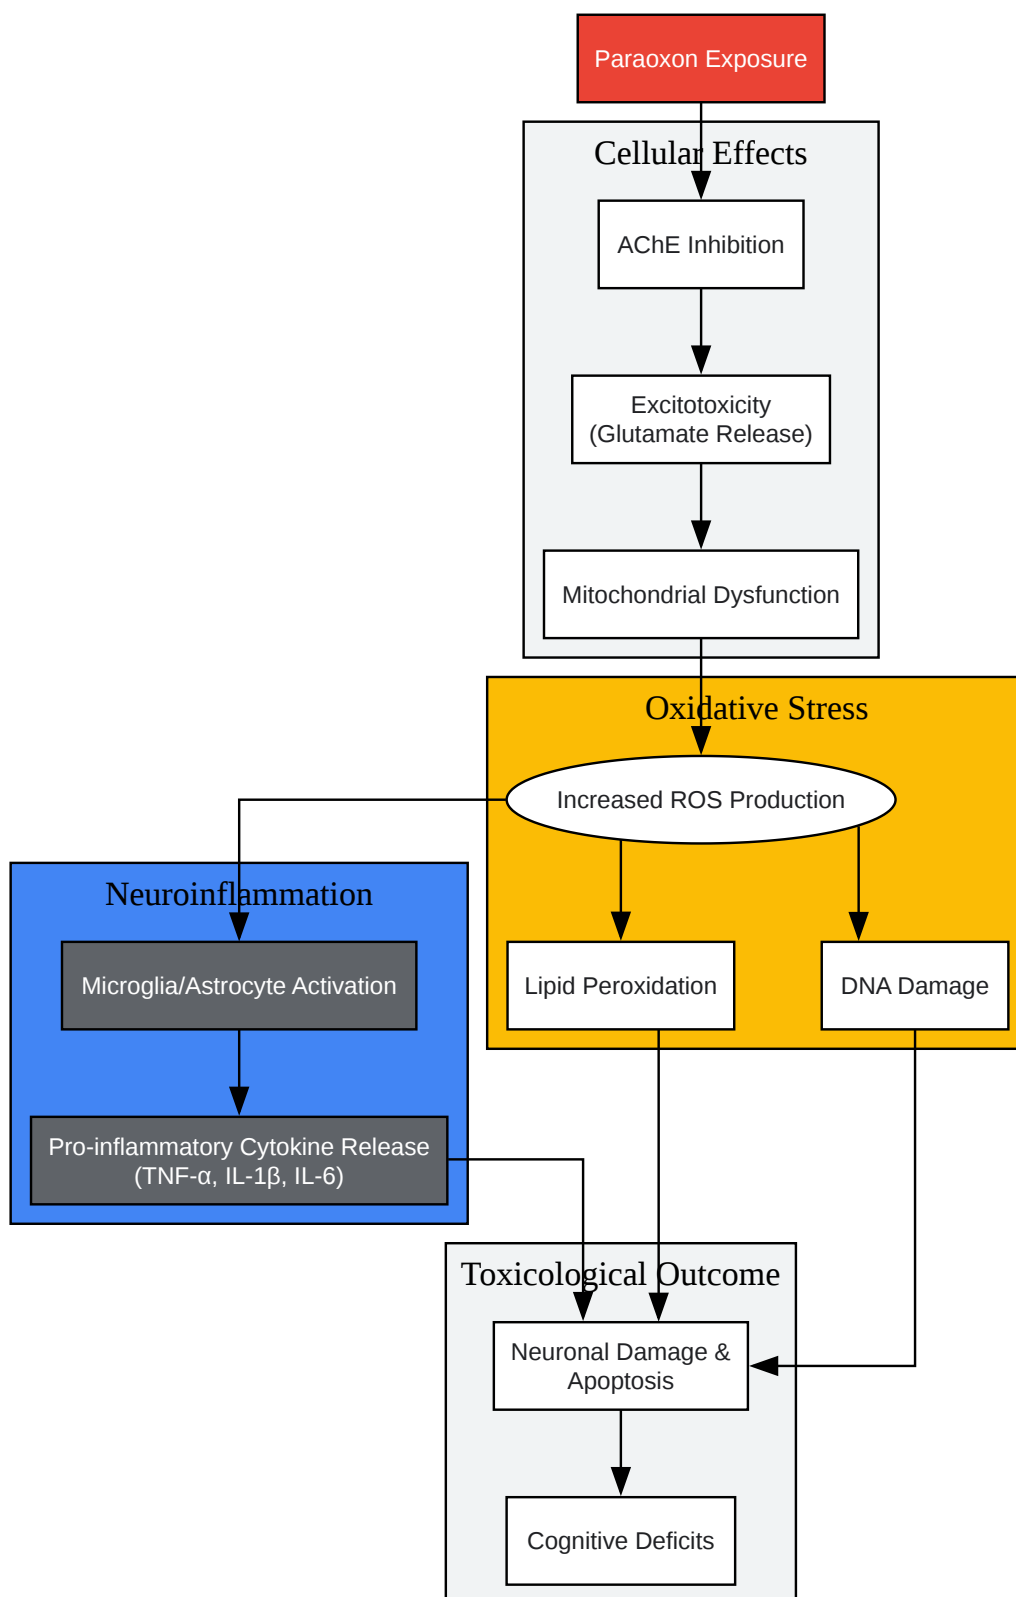 Paraoxon Exposure
Cellular Effects
AChE Inhibition
Excitotoxicity
(Glutamate Release)
Mitochondrial Dysfunction
Oxidative Stress
Increased ROS Production
Neuroinflammation
Microglia/Astrocyte Activation
Lipid Peroxidation
DNA Damage
Pro-inflammatory Cytokine Release
(TNF-α, IL-1β, IL-6)
Toxicological Outcome
Neuronal Damage &
Apoptosis
Cognitive Deficits